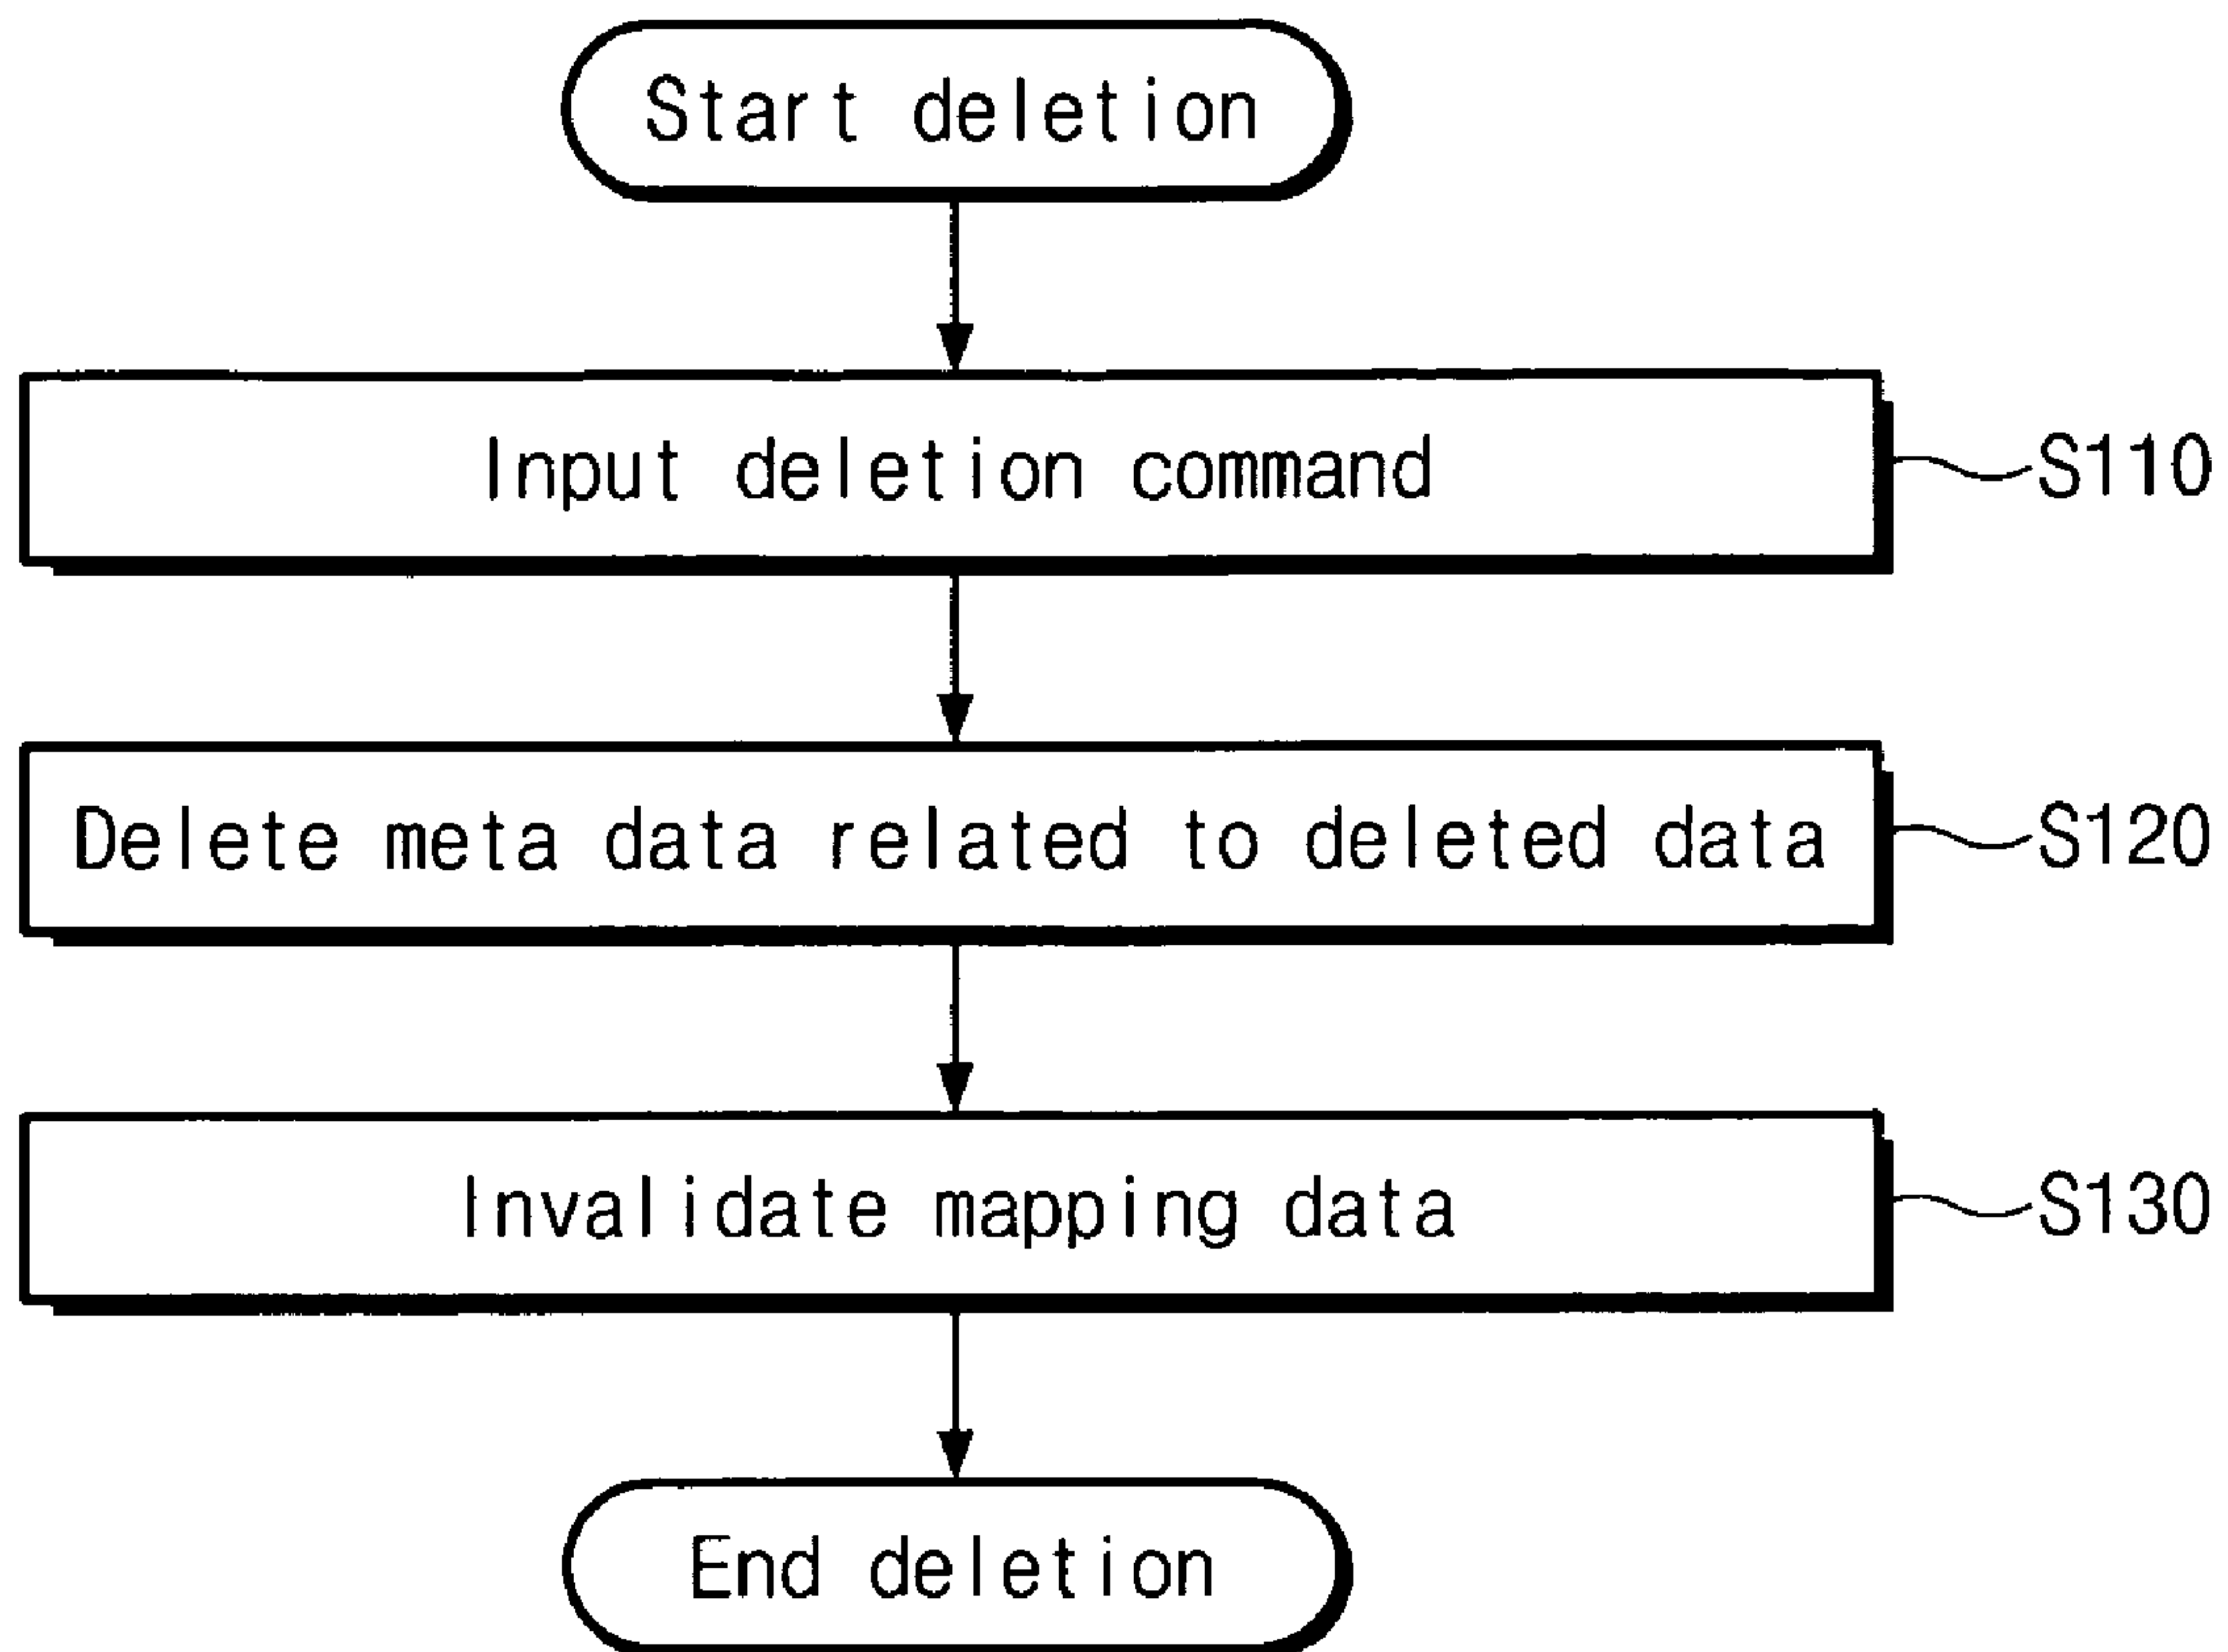 Start deletion
Input deletion command
S110
Delete meta data related to deleted data
S120
Invalidate mapping data
S130
End deletion